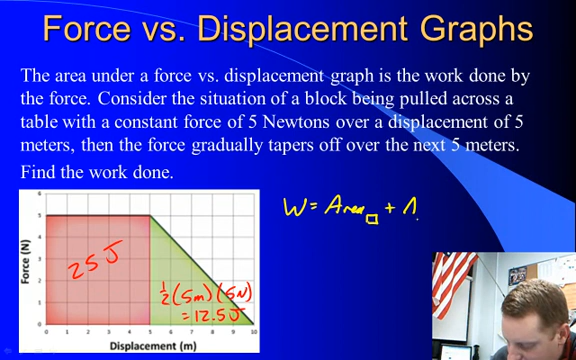 Force vs. Displacement Graphs
The area under a force vs. displacement graph is the work done by
the force. Consider the situation of a block being pulled across a
table with a constant force of 5 Newtons over a displacement of 5
meters, then the force gradually tapers off over the next 5 meters.
Find the work done.
W = Area□ +
Force (N)
6
5
4
3
2
1
0
25 J
½ (5m) (5N)
= 12.5 J
0 1 2 3 4 5 6 7 8 9 10
Displacement (m)